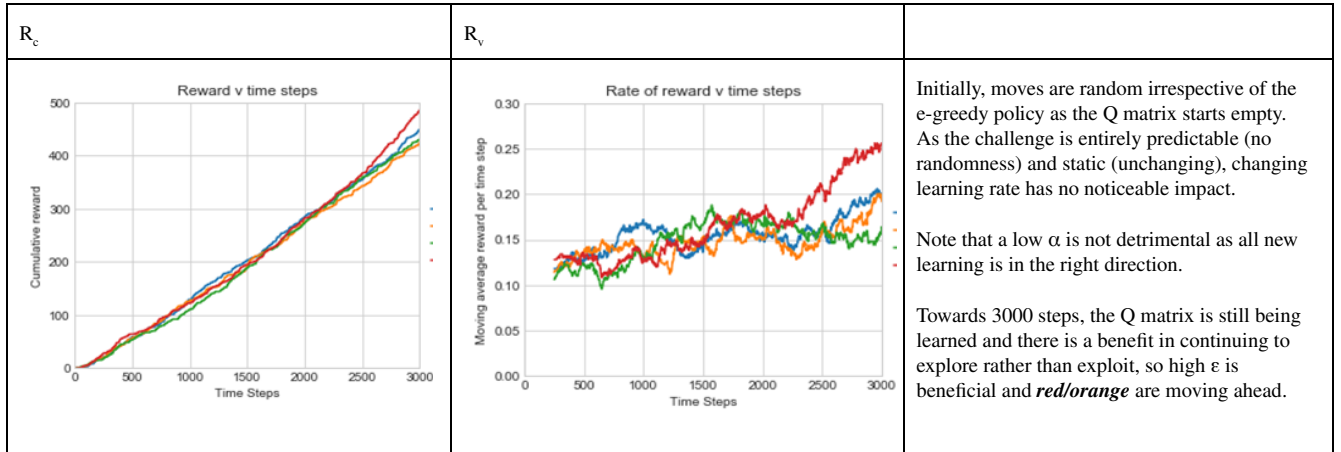 R_c
R_v
Reward v time steps
500
400
300
200
100
0
Cumulative reward
0 500 1000 1500 2000 2500 3000
Time Steps
Rate of reward v time steps
0.30
0.25
0.20
0.15
0.10
0.05
0.00
Moving average reward per time step
0 500 1000 1500 2000 2500 3000
Time Steps
Initially, moves are random irrespective of the
e-greedy policy as the Q matrix starts empty.
As the challenge is entirely predictable (no
randomness) and static (unchanging), changing
learning rate has no noticeable impact.
Note that a low α is not detrimental as all new
learning is in the right direction.
Towards 3000 steps, the Q matrix is still being
learned and there is a benefit in continuing to
explore rather than exploit, so high ε is
beneficial and red/orange are moving ahead.